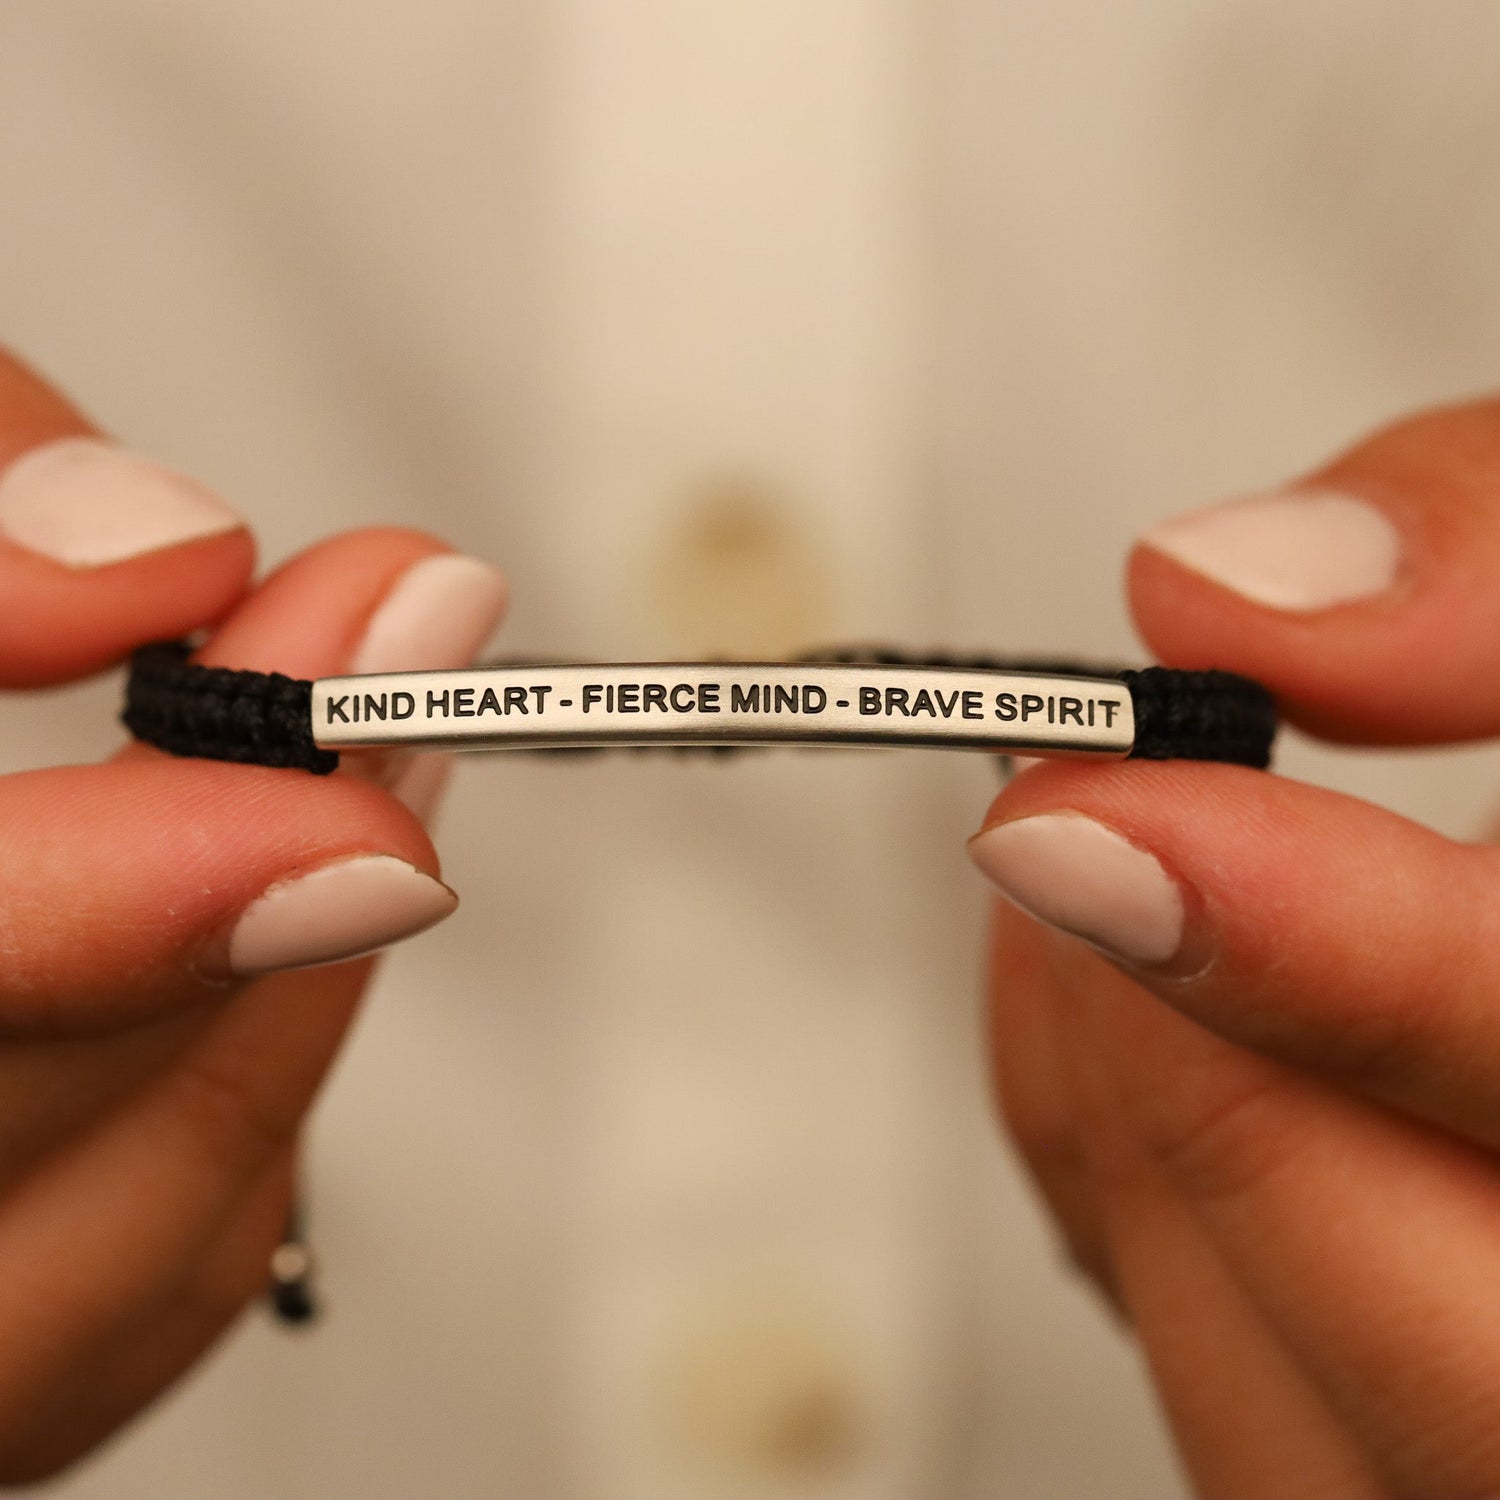 KIND HEART - FIERCE MIND - BRAVE SPIRIT